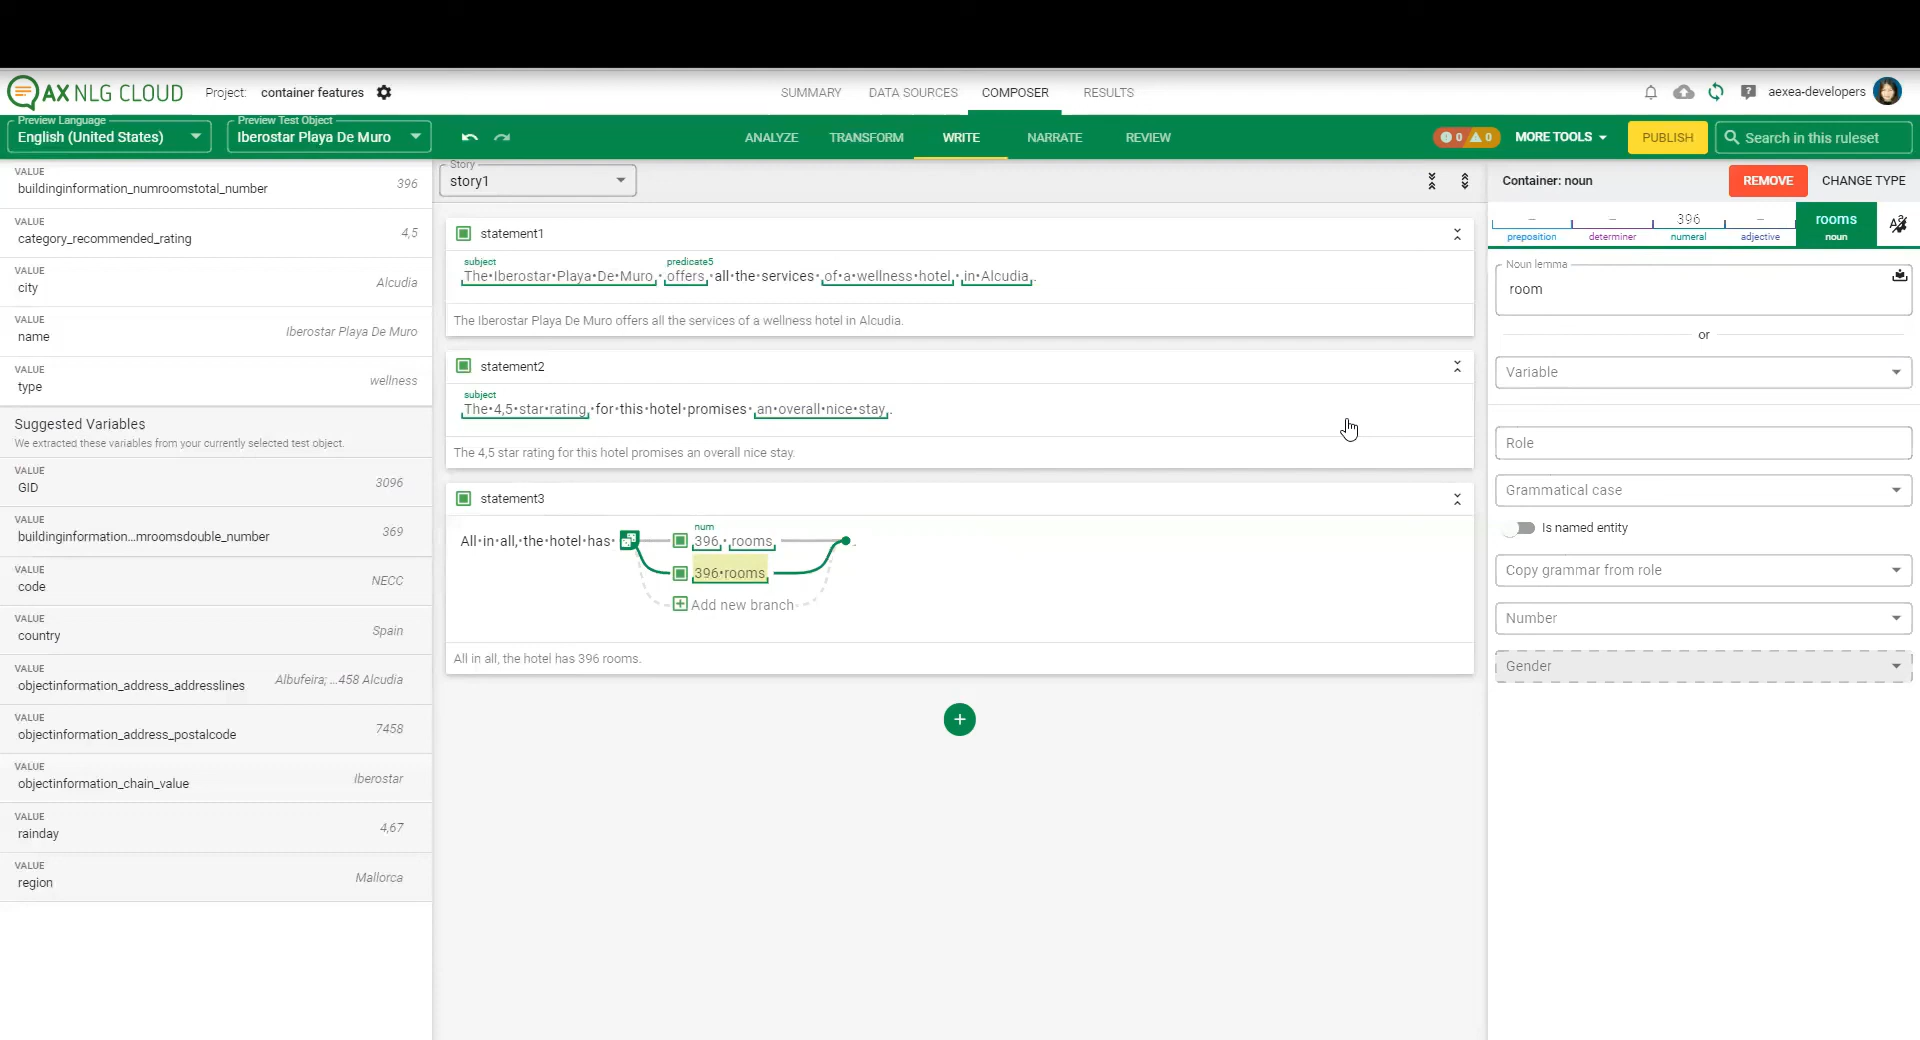 AX NLG CLOUD
Project: container features
SUMMARY DATA SOURCES COMPOSER RESULTS
aexea-developers
Preview Language
English (United States)
Preview Test Object
Iberostar Playa De Muro
ANALYZE TRANSFORM WRITE NARRATE REVIEW
0 0
MORE TOOLS
PUBLISH
Search in this ruleset
VALUE
buildinginformation_numroomstotal_number 396
VALUE
category_recommended_rating 4,5
VALUE
city Alcudia
VALUE
name Iberostar Playa De Muro
VALUE
type wellness
Suggested Variables
We extracted these variables from your currently selected test object.
VALUE
GID 3096
VALUE
buildinginformation...mroomsdouble_number 369
VALUE
code NECC
VALUE
country Spain
VALUE
objectinformation_address_addresslines Albufeira; ...458 Alcudia
VALUE
objectinformation_address_postalcode 7458
VALUE
objectinformation_chain_value Iberostar
VALUE
rainday 4,67
VALUE
region Mallorca
Story
story1
statement1
subject predicate5
The•Iberostar•Playa•De•Muro,•offers,•all•the•services•of•a•wellness•hotel,•in•Alcudia,.
The Iberostar Playa De Muro offers all the services of a wellness hotel in Alcudia.
statement2
subject
The•4,5•star•rating,•for•this•hotel•promises•an•overall•nice•stay,.
The 4,5 star rating for this hotel promises an overall nice stay.
statement3
num
All•in•all,•the•hotel•has• 396,•rooms, .
396•rooms,
Add new branch
All in all, the hotel has 396 rooms.
+
Container: noun
REMOVE
CHANGE TYPE
– – 396 – rooms
preposition determiner numeral adjective noun
Noun lemma
room
or
Variable
Role
Grammatical case
Is named entity
Copy grammar from role
Number
Gender